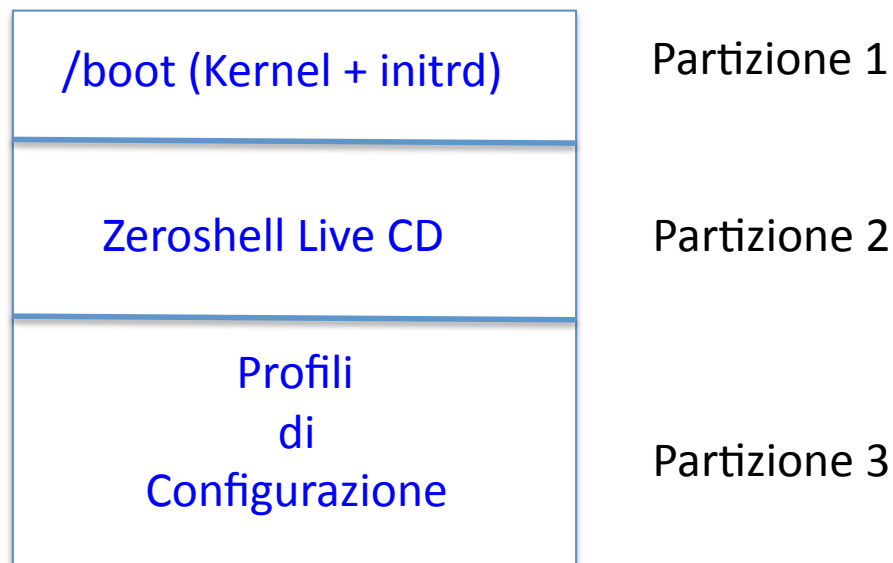 /boot (Kernel + initrd)
Partizione 1
Zeroshell Live CD
Partizione 2
Profili
di
Configurazione
Partizione 3